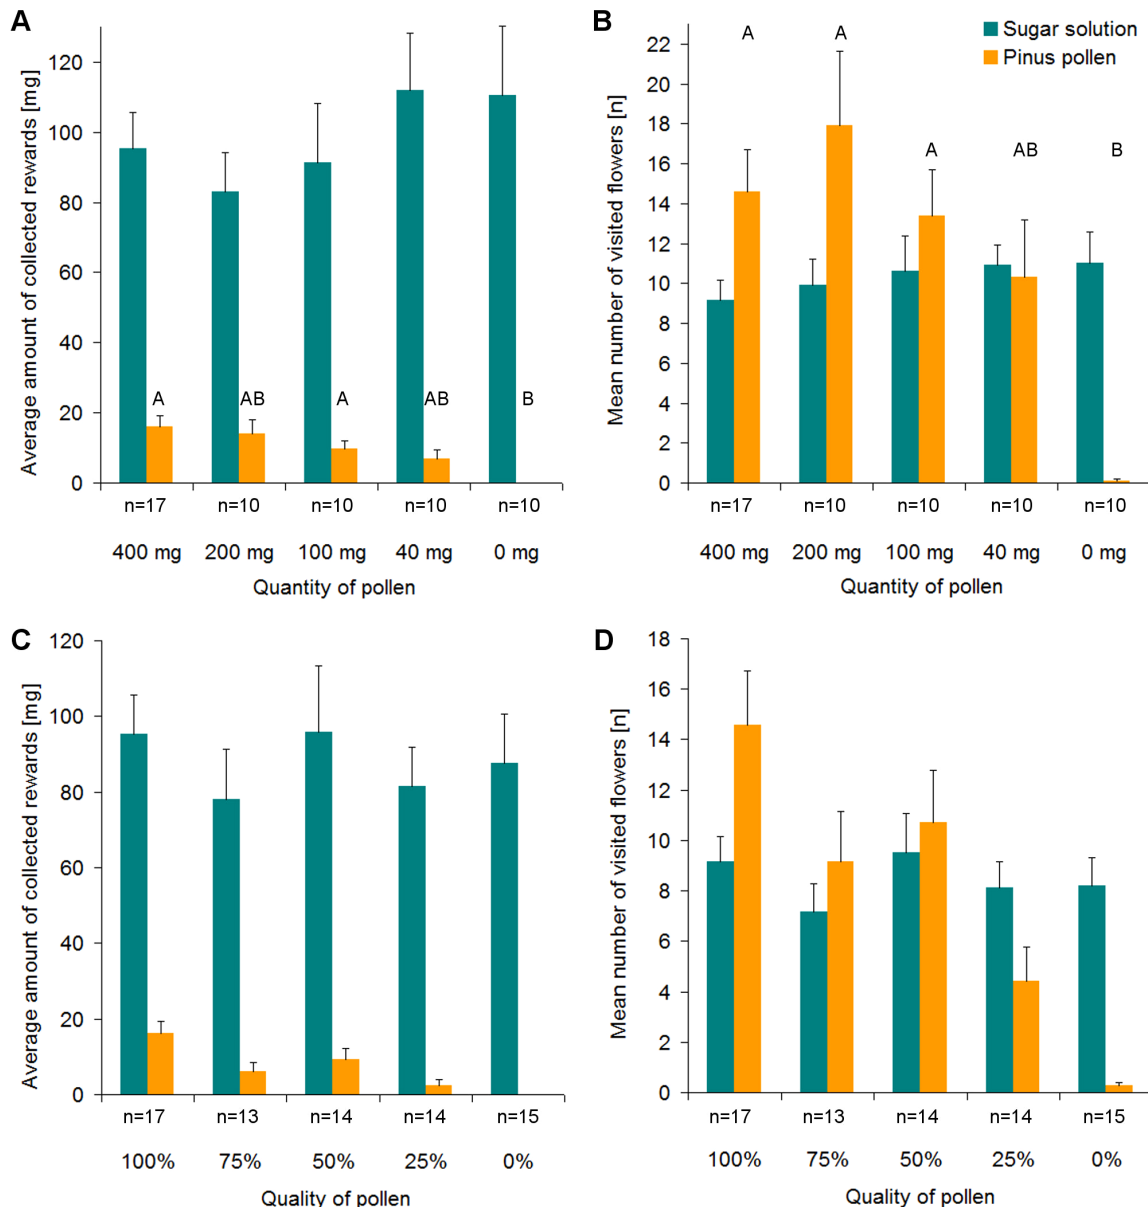 A
Average amount of collected rewards [mg]
120
100
80
60
40
20
0
A AB A AB B
n=17 n=10 n=10 n=10 n=10
400 mg 200 mg 100 mg 40 mg 0 mg
Quantity of pollen
B
Sugar solution
Pinus pollen
Mean number of visited flowers [n]
22
20
18
16
14
12
10
8
6
4
2
0
A A A AB B
n=17 n=10 n=10 n=10 n=10
400 mg 200 mg 100 mg 40 mg 0 mg
Quantity of pollen
C
Average amount of collected rewards [mg]
120
100
80
60
40
20
0
n=17 n=13 n=14 n=14 n=15
100% 75% 50% 25% 0%
Quality of pollen
D
Mean number of visited flowers [n]
18
16
14
12
10
8
6
4
2
0
n=17 n=13 n=14 n=14 n=15
100% 75% 50% 25% 0%
Quality of pollen